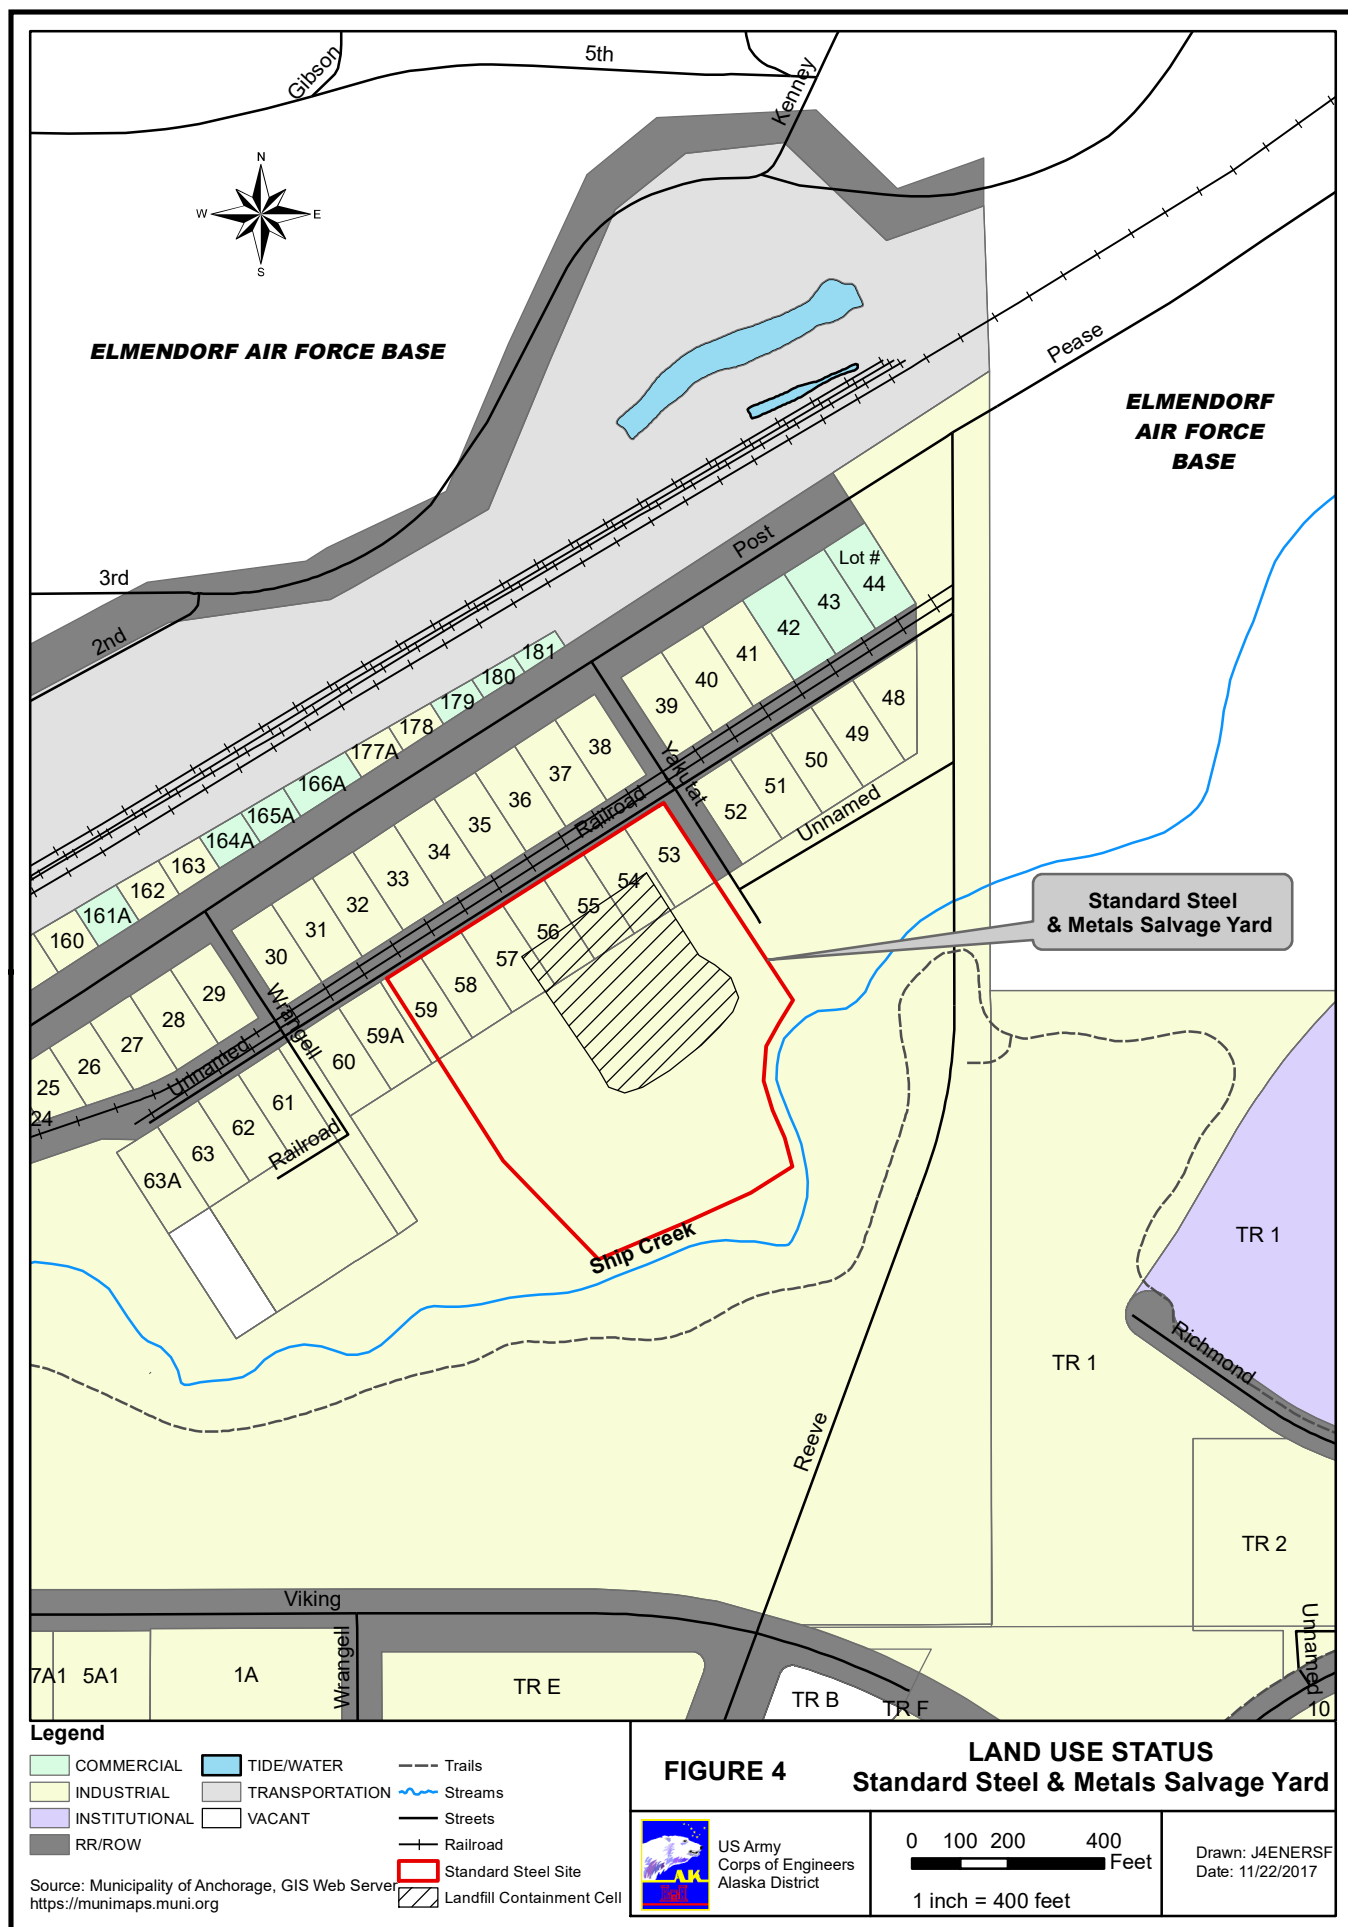 Gibson
5th
Kenney
N
W
E
S
ELMENDORF AIR FORCE BASE
Pease
ELMENDORF
AIR FORCE
BASE
3rd
2nd
Post
Lot #
44
43
42
41
40
39
181
180
179
178
177A
166A
165A
164A
163
162
161A
160
38
37
36
35
34
33
32
31
30
29
28
27
26
25
24
48
49
50
51
52
Yakutat
Railroad
Unnamed
53
54
55
56
57
58
59
59A
60
61
62
63
63A
Wrangell
Unnamed
Railroad
Standard Steel
& Metals Salvage Yard
Ship Creek
TR 1
TR 1
Richmond
Reeve
TR 2
Viking
Wrangell
Unnamed
7A1
5A1
1A
TR E
TR B
TR F
10
Legend
COMMERCIAL
INDUSTRIAL
INSTITUTIONAL
RR/ROW
TIDE/WATER
TRANSPORTATION
VACANT
Trails
Streams
Streets
Railroad
Standard Steel Site
Landfill Containment Cell
Source: Municipality of Anchorage, GIS Web Server
https://munimaps.muni.org
FIGURE 4
LAND USE STATUS
Standard Steel & Metals Salvage Yard
AK
US Army
Corps of Engineers
Alaska District
0 100 200 400
Feet
1 inch = 400 feet
Drawn: J4ENERSF
Date: 11/22/2017